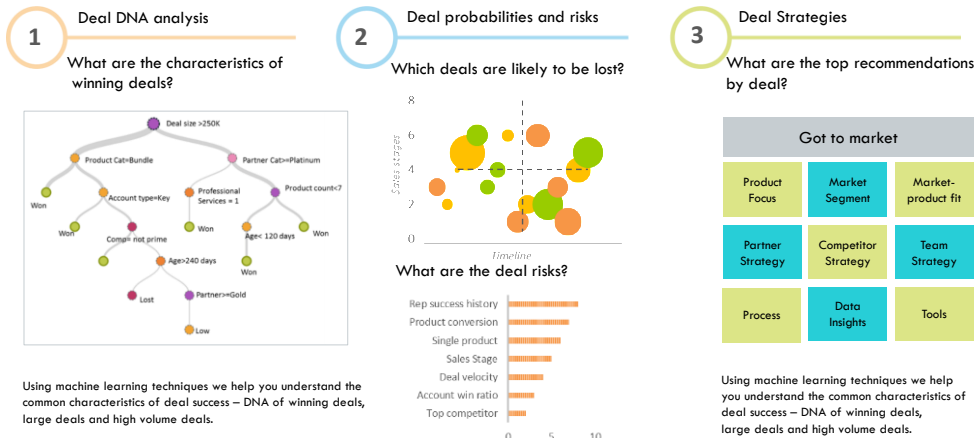 1
Deal DNA analysis
What are the characteristics of
winning deals?
Deal size >250K
Product Cat=Bundle
Partner Cat>=Platinum
Won
Account type=Key
Professional
Services = 1
Product count<7
Won
Comp= not prime
Won
Age< 120 days
Won
Age>240 days
Won
Lost
Partner>=Gold
Low
Using machine learning techniques we help you understand the
common characteristics of deal success – DNA of winning deals,
large deals and high volume deals.
2
Deal probabilities and risks
Which deals are likely to be lost?
8
6
4
2
0
Sales stages
Timeline
What are the deal risks?
Rep success history
Product conversion
Single product
Sales Stage
Deal velocity
Account win ratio
Top competitor
0
5
10
3
Deal Strategies
What are the top recommendations
by deal?
Got to market
Product
Focus
Market
Segment
Market-
product fit
Partner
Strategy
Competitor
Strategy
Team
Strategy
Process
Data
Insights
Tools
Using machine learning techniques we help
you understand the common characteristics of
deal success – DNA of winning deals,
large deals and high volume deals.